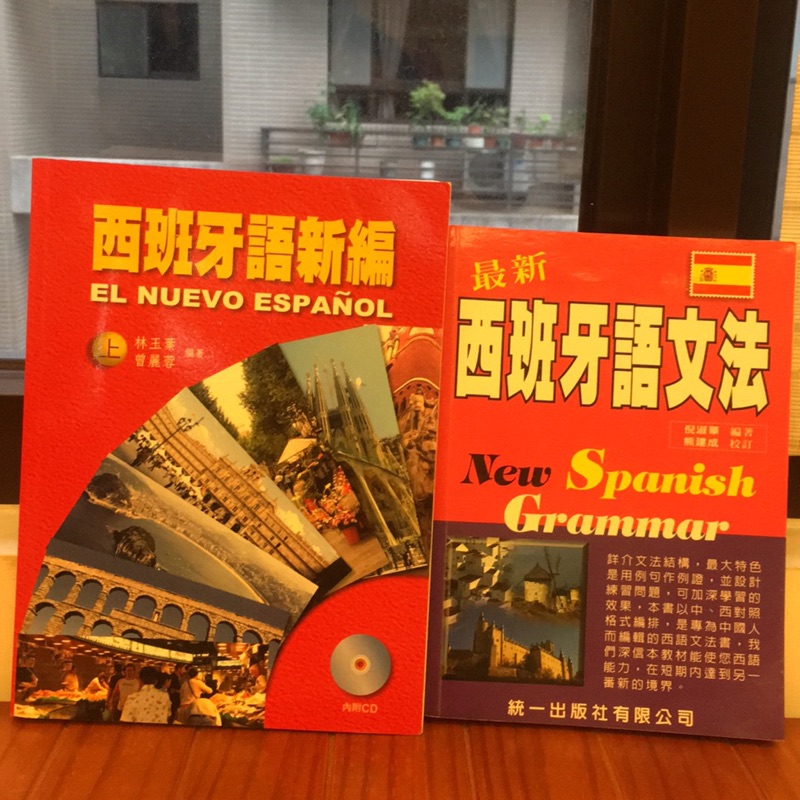 西班牙語新編
EL NUEVO ESPAÑOL
上
林玉葉
曾麗蓉 編著
內附CD
最新
西班牙語文法
倪淑華 編著
熊建成 校訂
New Spanish
Grammar
詳介文法結構，最大特色
是用例句作例證，並設計
練習問題，可加深學習的
效果，本書以中、西對照
格式編排，是專為中國人
而編輯的西語文法書，我
們深信本教材能使您西語
能力，在短期內達到另一
番新的境界。
統一出版社有限公司